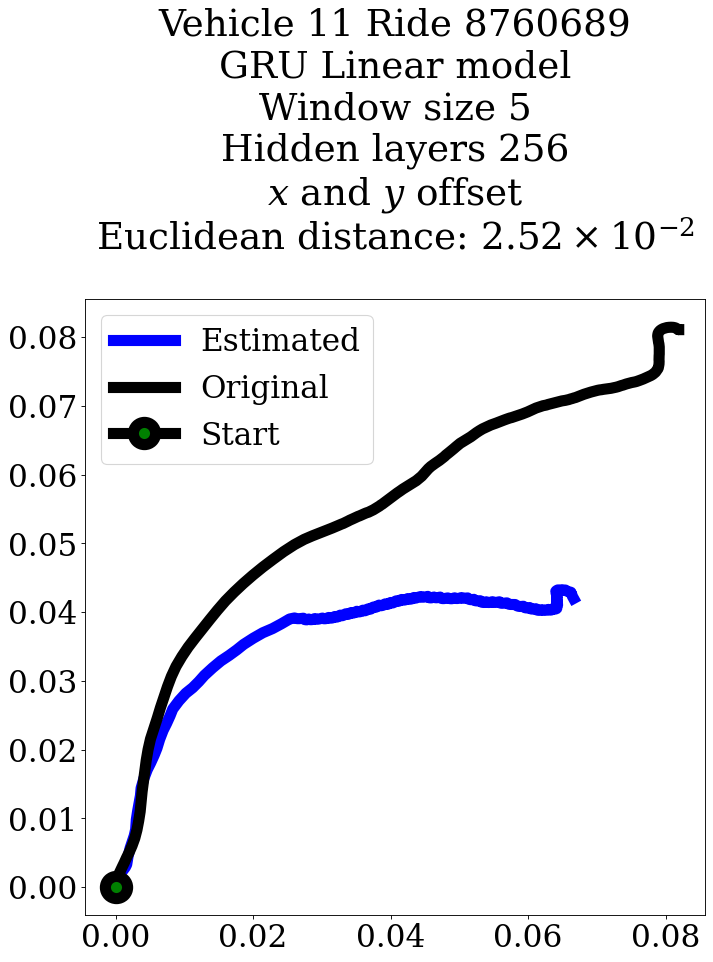 Vehicle 11 Ride 8760689
GRU Linear model
Window size 5
Hidden layers 256
x and y offset
Euclidean distance: 2.52 × 10⁻²
Estimated
Original
Start
0.08
0.07
0.06
0.05
0.04
0.03
0.02
0.01
0.00
0.00 0.02 0.04 0.06 0.08